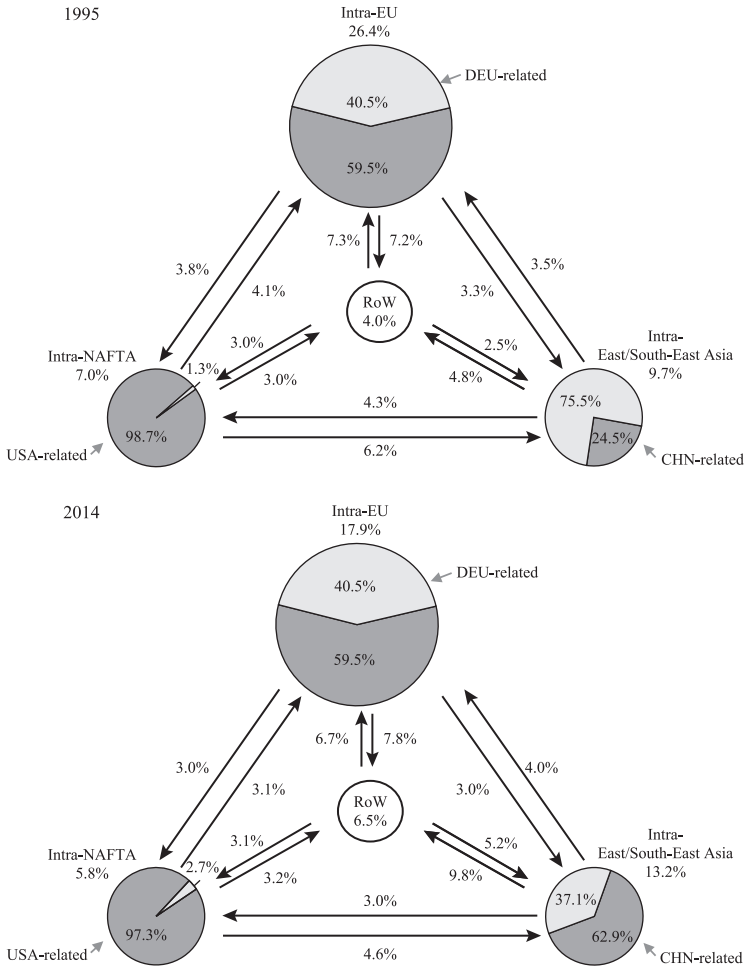 1995
Intra-EU
26.4%
DEU-related
40.5%
59.5%
7.3%
7.2%
3.8%
4.1%
3.3%
3.5%
RoW
4.0%
Intra-NAFTA
7.0%
1.3%
3.0%
3.0%
2.5%
4.8%
Intra-
East/South-East Asia
9.7%
98.7%
USA-related
4.3%
6.2%
75.5%
24.5%
CHN-related
2014
Intra-EU
17.9%
DEU-related
40.5%
59.5%
6.7%
7.8%
3.0%
3.1%
3.0%
4.0%
RoW
6.5%
Intra-NAFTA
5.8%
2.7%
3.1%
3.2%
5.2%
9.8%
Intra-
East/South-East Asia
13.2%
97.3%
USA-related
3.0%
4.6%
37.1%
62.9%
CHN-related